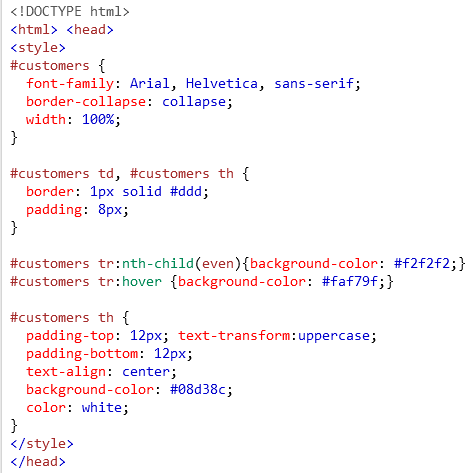 <!DOCTYPE html>
<html> <head>
<style>
#customers {
  font-family: Arial, Helvetica, sans-serif;
  border-collapse: collapse;
  width: 100%;
}

#customers td, #customers th {
  border: 1px solid #ddd;
  padding: 8px;
}

#customers tr:nth-child(even){background-color: #f2f2f2;}
#customers tr:hover {background-color: #faf79f;}

#customers th {
  padding-top: 12px; text-transform:uppercase;
  padding-bottom: 12px;
  text-align: center;
  background-color: #08d38c;
  color: white;
}
</style>
</head>